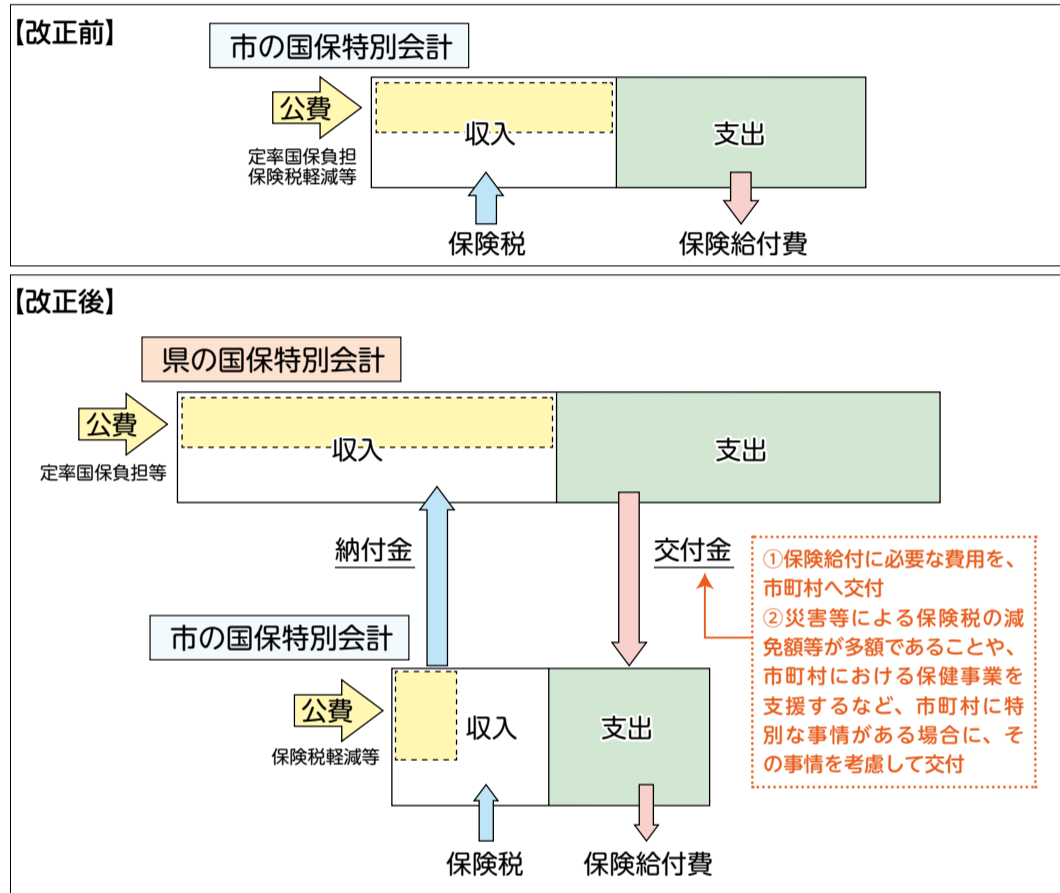 【改正前】
市の国保特別会計
公費
定率国保負担
保険税軽減等
収入
支出
保険税
保険給付費
【改正後】
県の国保特別会計
公費
定率国保負担等
収入
支出
納付金
交付金
①保険給付に必要な費用を、
市町村へ交付
②災害等による保険税の減
免額等が多額であることや、
市町村における保健事業を
支援するなど、市町村に特
別な事情がある場合に、そ
の事情を考慮して交付
市の国保特別会計
公費
保険税軽減等
収入
支出
保険税
保険給付費